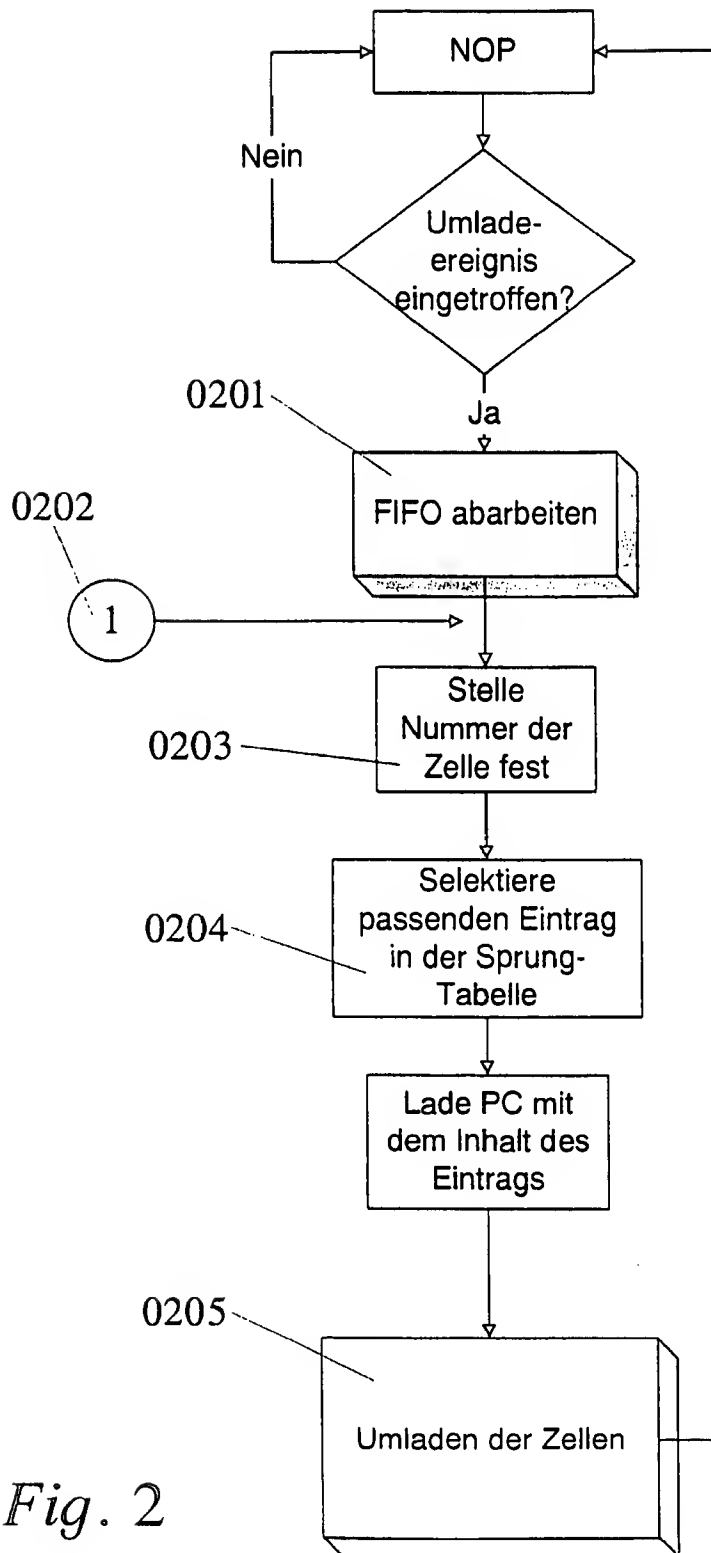 NOP
Nein
Umlade-
ereignis
eingetroffen?
Ja
0201
FIFO abarbeiten
0202
1
Stelle
Nummer der
Zelle fest
0203
Selektiere
passenden Eintrag
in der Sprung-
Tabelle
0204
Lade PC mit
dem Inhalt des
Eintrags
0205
Umladen der Zellen
Fig. 2